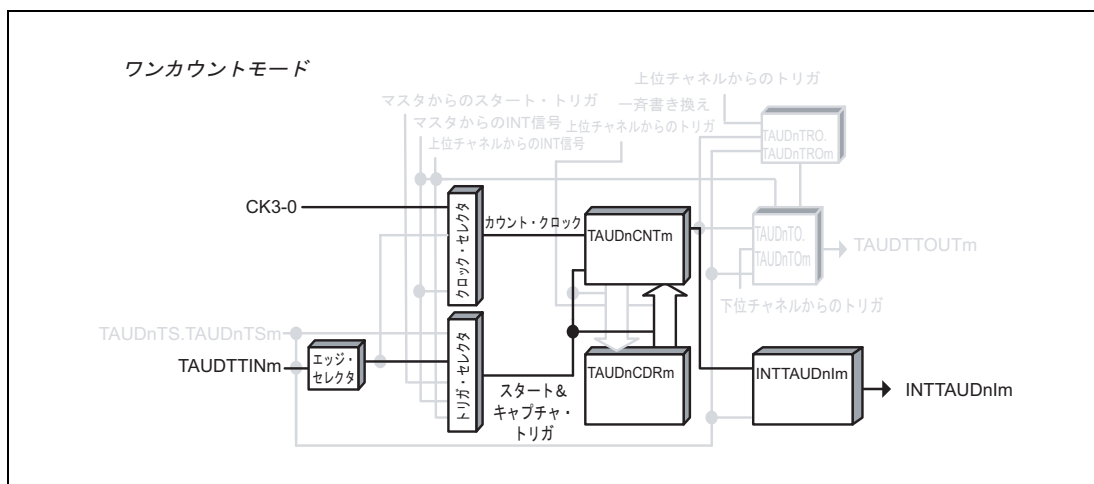 ワンカウントモード
上位チャネルからのトリガ
マスタからのスタート・トリガ
一斉書き換え
マスタからのINT信号
上位チャネルからのトリガ
上位チャネルからのINT信号
TAUDnTRO.
TAUDnTROm
CK3-0
クロック・セレクタ
カウント・クロック
TAUDnCNTm
TAUDnTO.
TAUDnTOm
TAUDTTOUTm
下位チャネルからのトリガ
TAUDnTS.TAUDnTSm
TAUDTTINm
エッジ・
セレクタ
トリガ・セレクタ
スタート&
キャプチャ・
トリガ
TAUDnCDRm
INTTAUDnIm
INTTAUDnIm